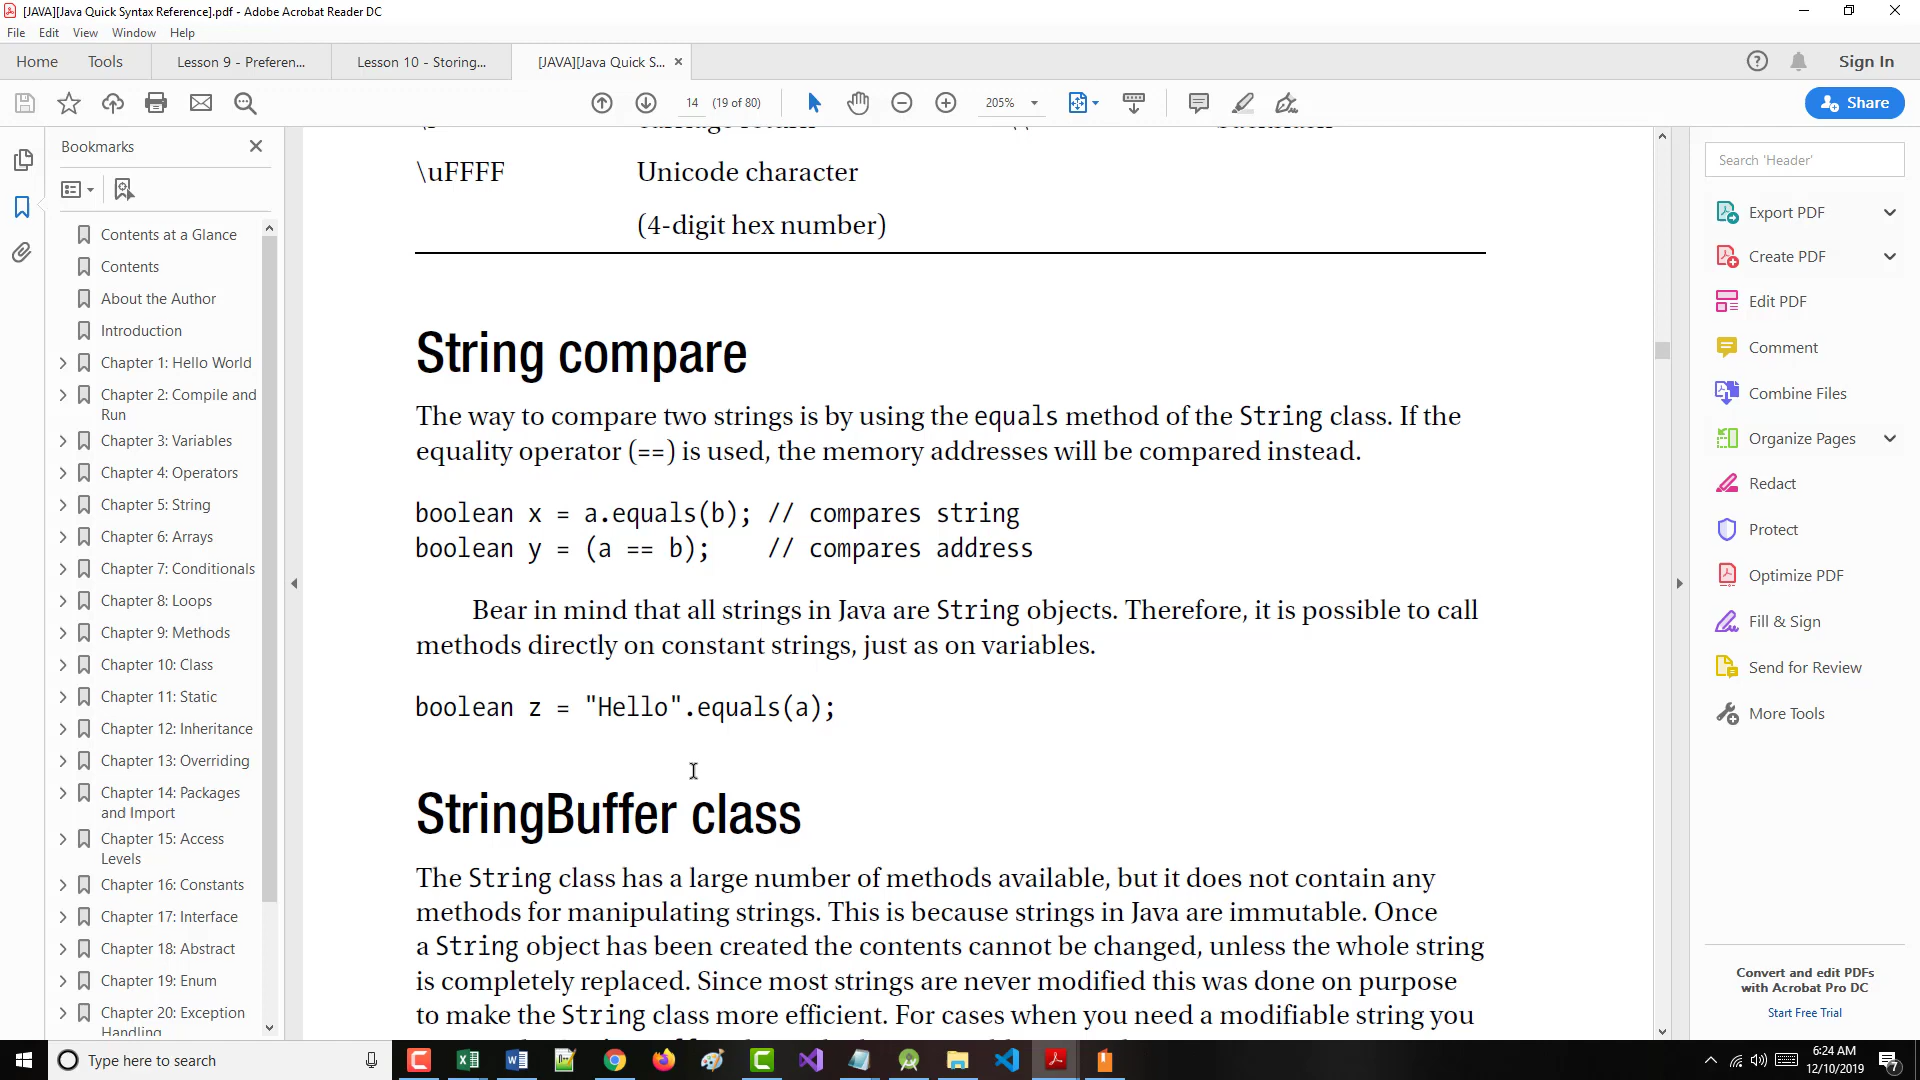 [JAVA][Java Quick Syntax Reference].pdf - Adobe Acrobat Reader DC
File Edit View Window Help
Home Tools Lesson 9 - Preferen... Lesson 10 - Storing... [JAVA][Java Quick S... Sign In
14 (19 of 80) 205% Share
Bookmarks
Contents at a Glance
Contents
About the Author
Introduction
Chapter 1: Hello World
Chapter 2: Compile and
Run
Chapter 3: Variables
Chapter 4: Operators
Chapter 5: String
Chapter 6: Arrays
Chapter 7: Conditionals
Chapter 8: Loops
Chapter 9: Methods
Chapter 10: Class
Chapter 11: Static
Chapter 12: Inheritance
Chapter 13: Overriding
Chapter 14: Packages
and Import
Chapter 15: Access
Levels
Chapter 16: Constants
Chapter 17: Interface
Chapter 18: Abstract
Chapter 19: Enum
Chapter 20: Exception
Handling
\uFFFF Unicode character
(4-digit hex number)
String compare
The way to compare two strings is by using the equals method of the String class. If the
equality operator (==) is used, the memory addresses will be compared instead.
boolean x = a.equals(b); // compares string
boolean y = (a == b);    // compares address
Bear in mind that all strings in Java are String objects. Therefore, it is possible to call
methods directly on constant strings, just as on variables.
boolean z = "Hello".equals(a);
StringBuffer class
The String class has a large number of methods available, but it does not contain any
methods for manipulating strings. This is because strings in Java are immutable. Once
a String object has been created the contents cannot be changed, unless the whole string
is completely replaced. Since most strings are never modified this was done on purpose
to make the String class more efficient. For cases when you need a modifiable string you
Search 'Header'
Export PDF
Create PDF
Edit PDF
Comment
Combine Files
Organize Pages
Redact
Protect
Optimize PDF
Fill & Sign
Send for Review
More Tools
Convert and edit PDFs
with Acrobat Pro DC
Start Free Trial
Type here to search
6:24 AM
12/10/2019
7